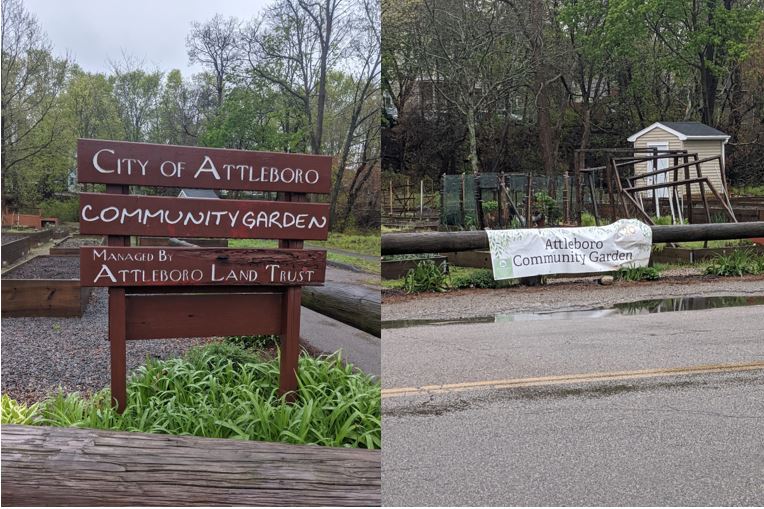 CITY OF ATTLEBORO
COMMUNITY GARDEN
MANAGED BY
ATTLEBORO LAND TRUST
Attleboro
Community Garden